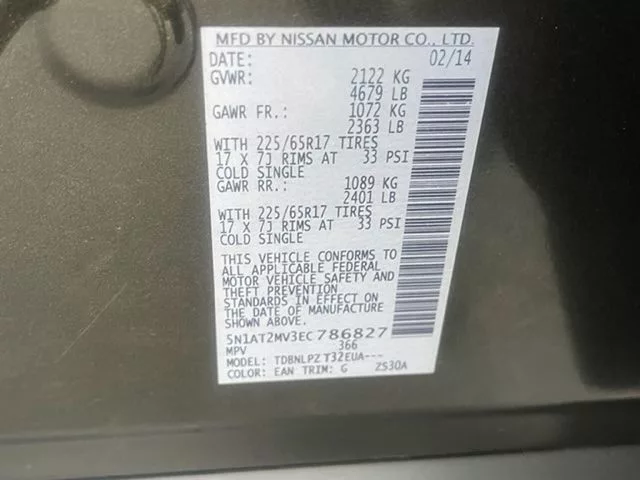 MFD BY NISSAN MOTOR CO., LTD.
DATE: 02/14
GVWR: 2122 KG
4679 LB
GAWR FR.: 1072 KG
2363 LB
WITH 225/65R17 TIRES
17 X 7J RIMS AT 33 PSI
COLD SINGLE
GAWR RR.: 1089 KG
2401 LB
WITH 225/65R17 TIRES
17 X 7J RIMS AT 33 PSI
COLD SINGLE
THIS VEHICLE CONFORMS TO
ALL APPLICABLE FEDERAL
MOTOR VEHICLE SAFETY AND
THEFT PREVENTION
STANDARDS IN EFFECT ON
THE DATE OF MANUFACTURE
SHOWN ABOVE.
5N1AT2MV3EC786827
MPV 366
MODEL: TDBNLPZ T32EUA---
COLOR: EAN TRIM: G ZS30A